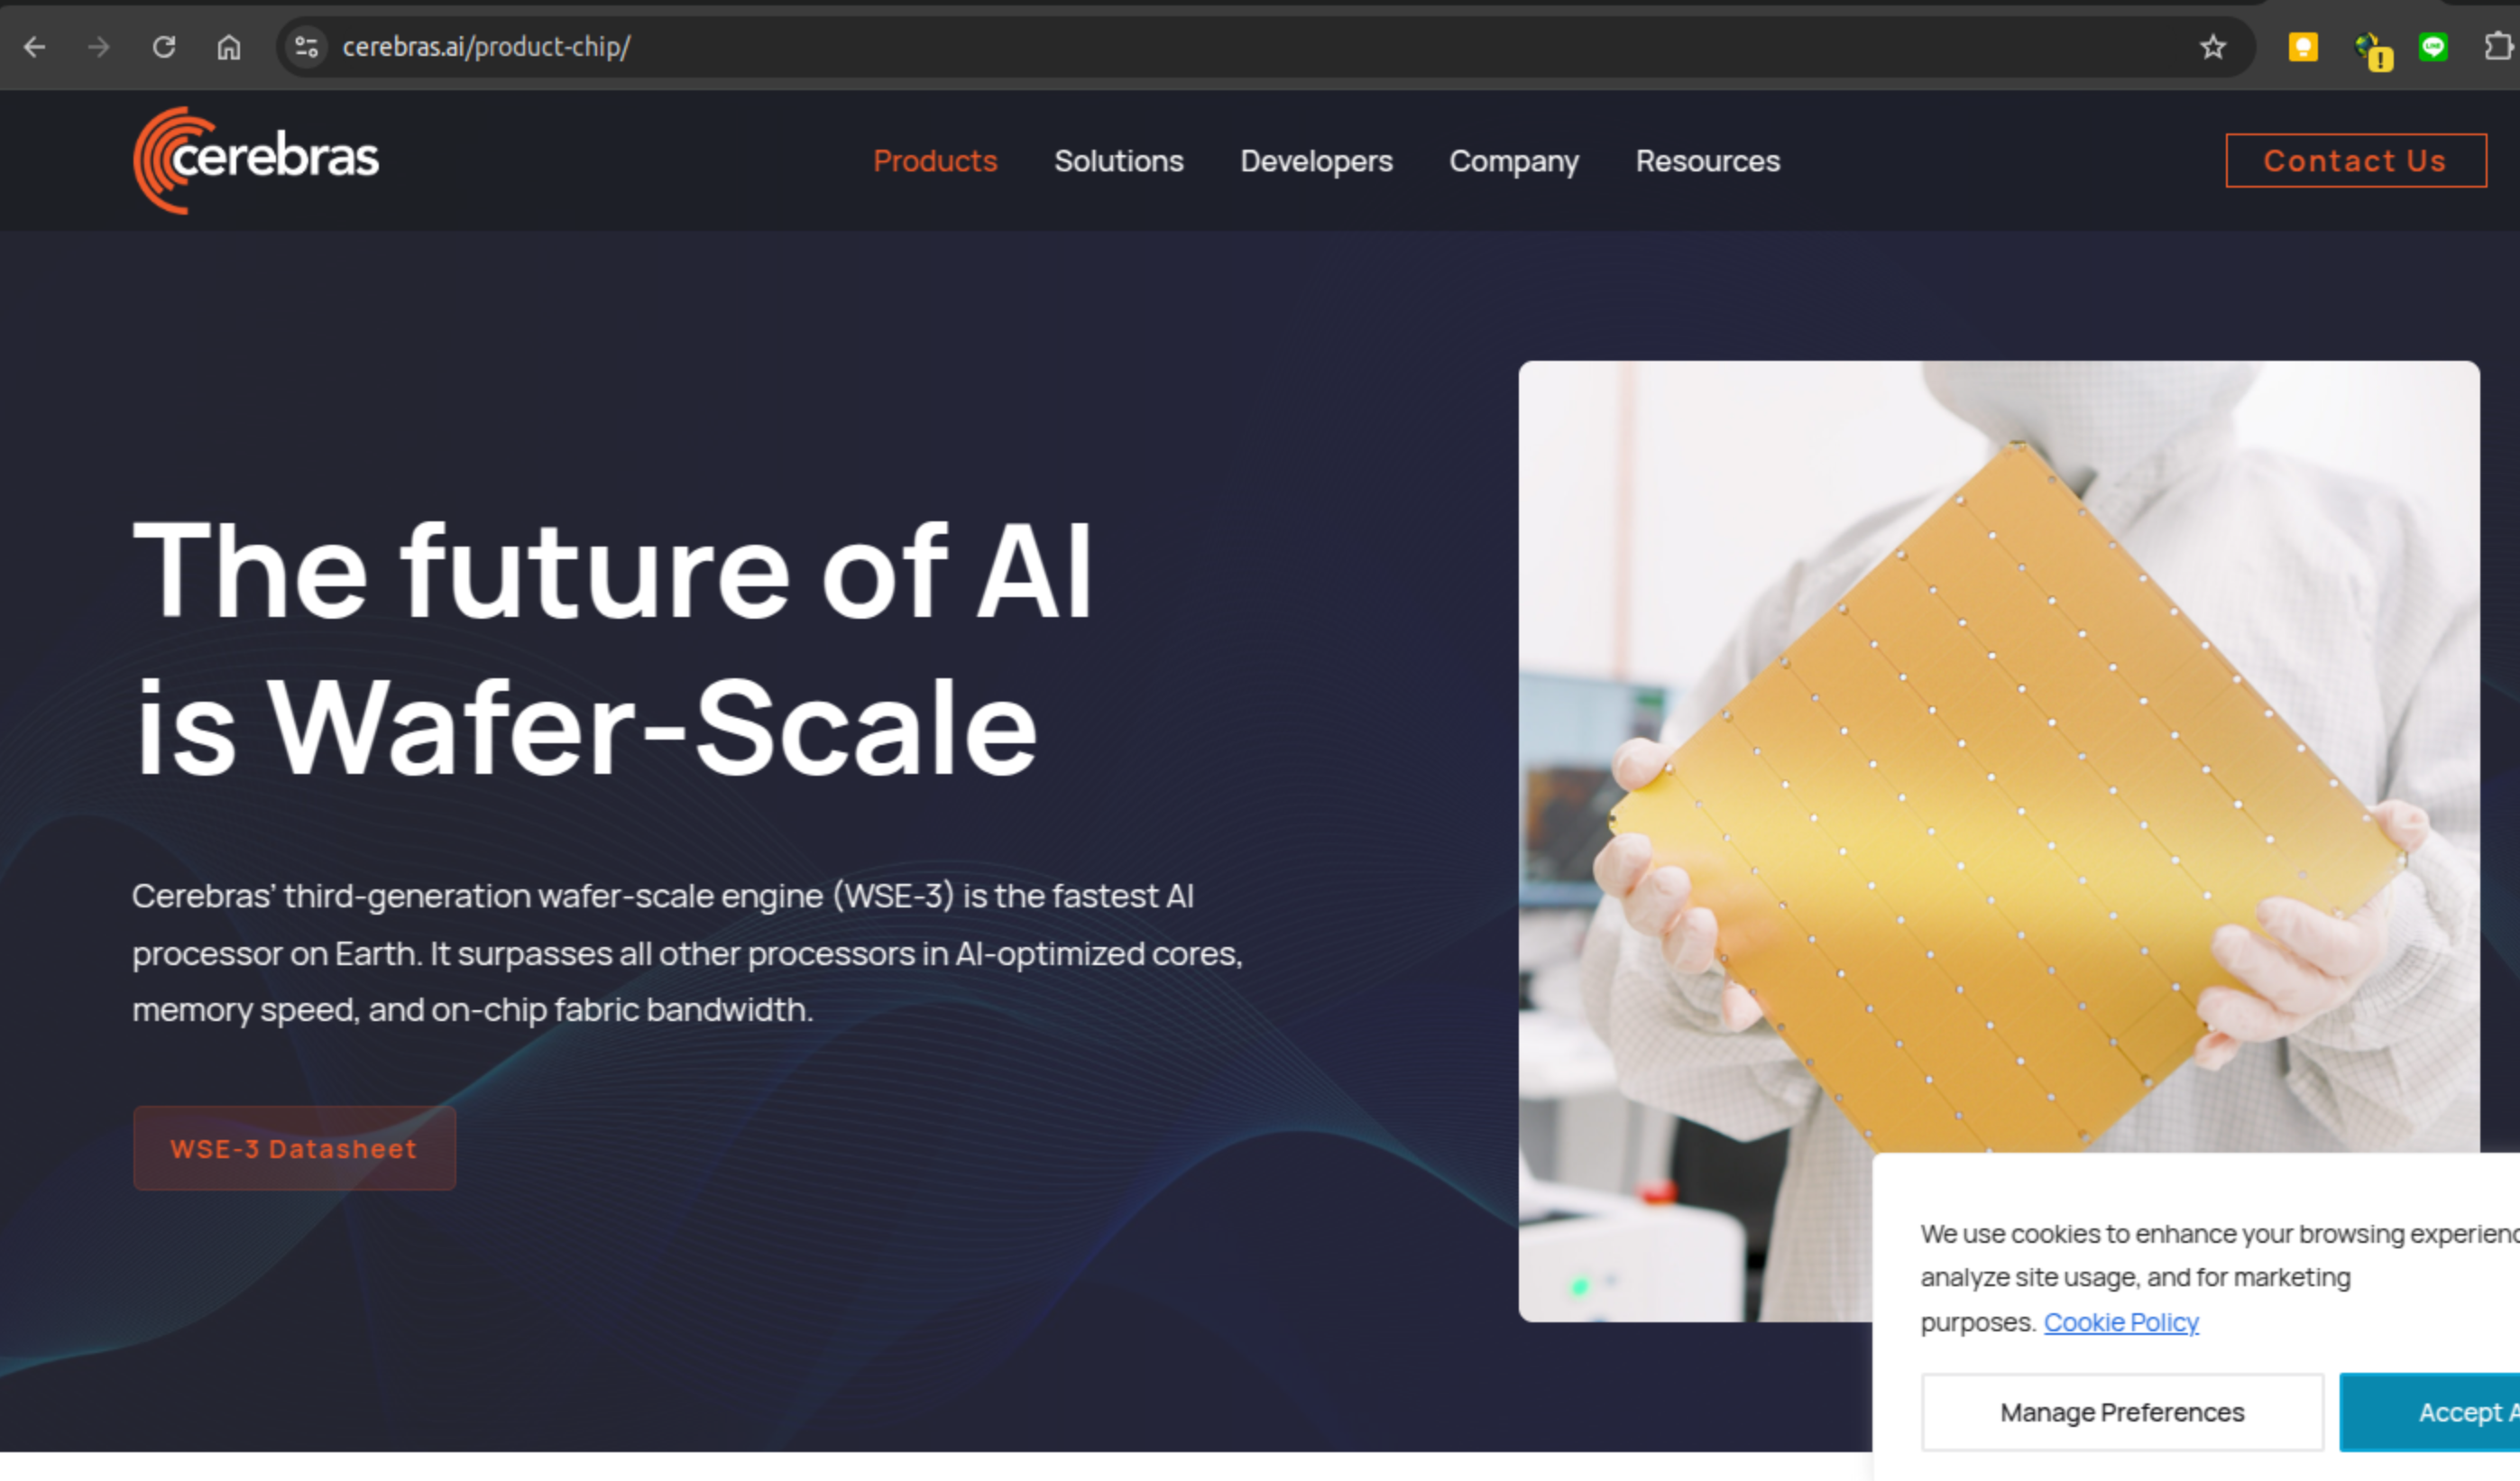 cerebras.ai/product-chip/
cerebras
Products
Solutions
Developers
Company
Resources
Contact Us
The future of AI
is Wafer-Scale
Cerebras’ third-generation wafer-scale engine (WSE-3) is the fastest AI
processor on Earth. It surpasses all other processors in AI-optimized cores,
memory speed, and on-chip fabric bandwidth.
WSE-3 Datasheet
We use cookies to enhance your browsing experienc
analyze site usage, and for marketing
purposes. Cookie Policy
Manage Preferences
Accept A